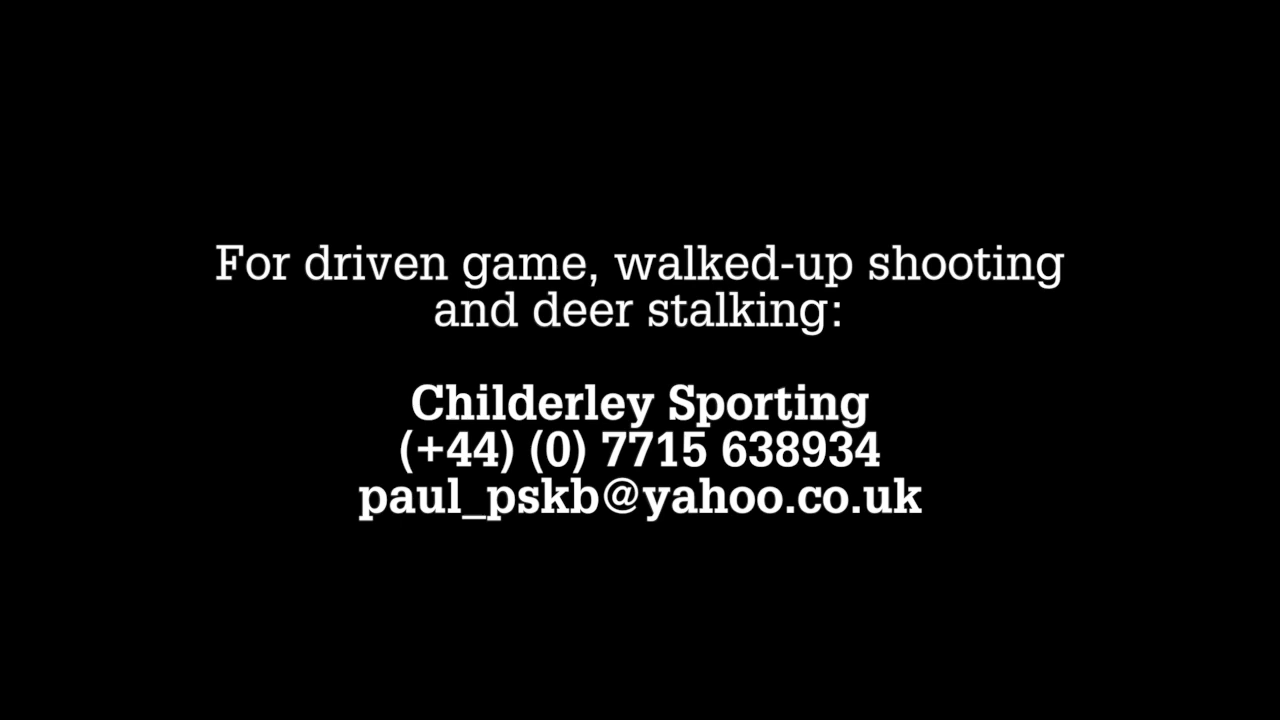 For driven game, walked-up shooting
and deer stalking:
Childerley Sporting
(+44) (0) 7715 638934
paul_pskb@yahoo.co.uk